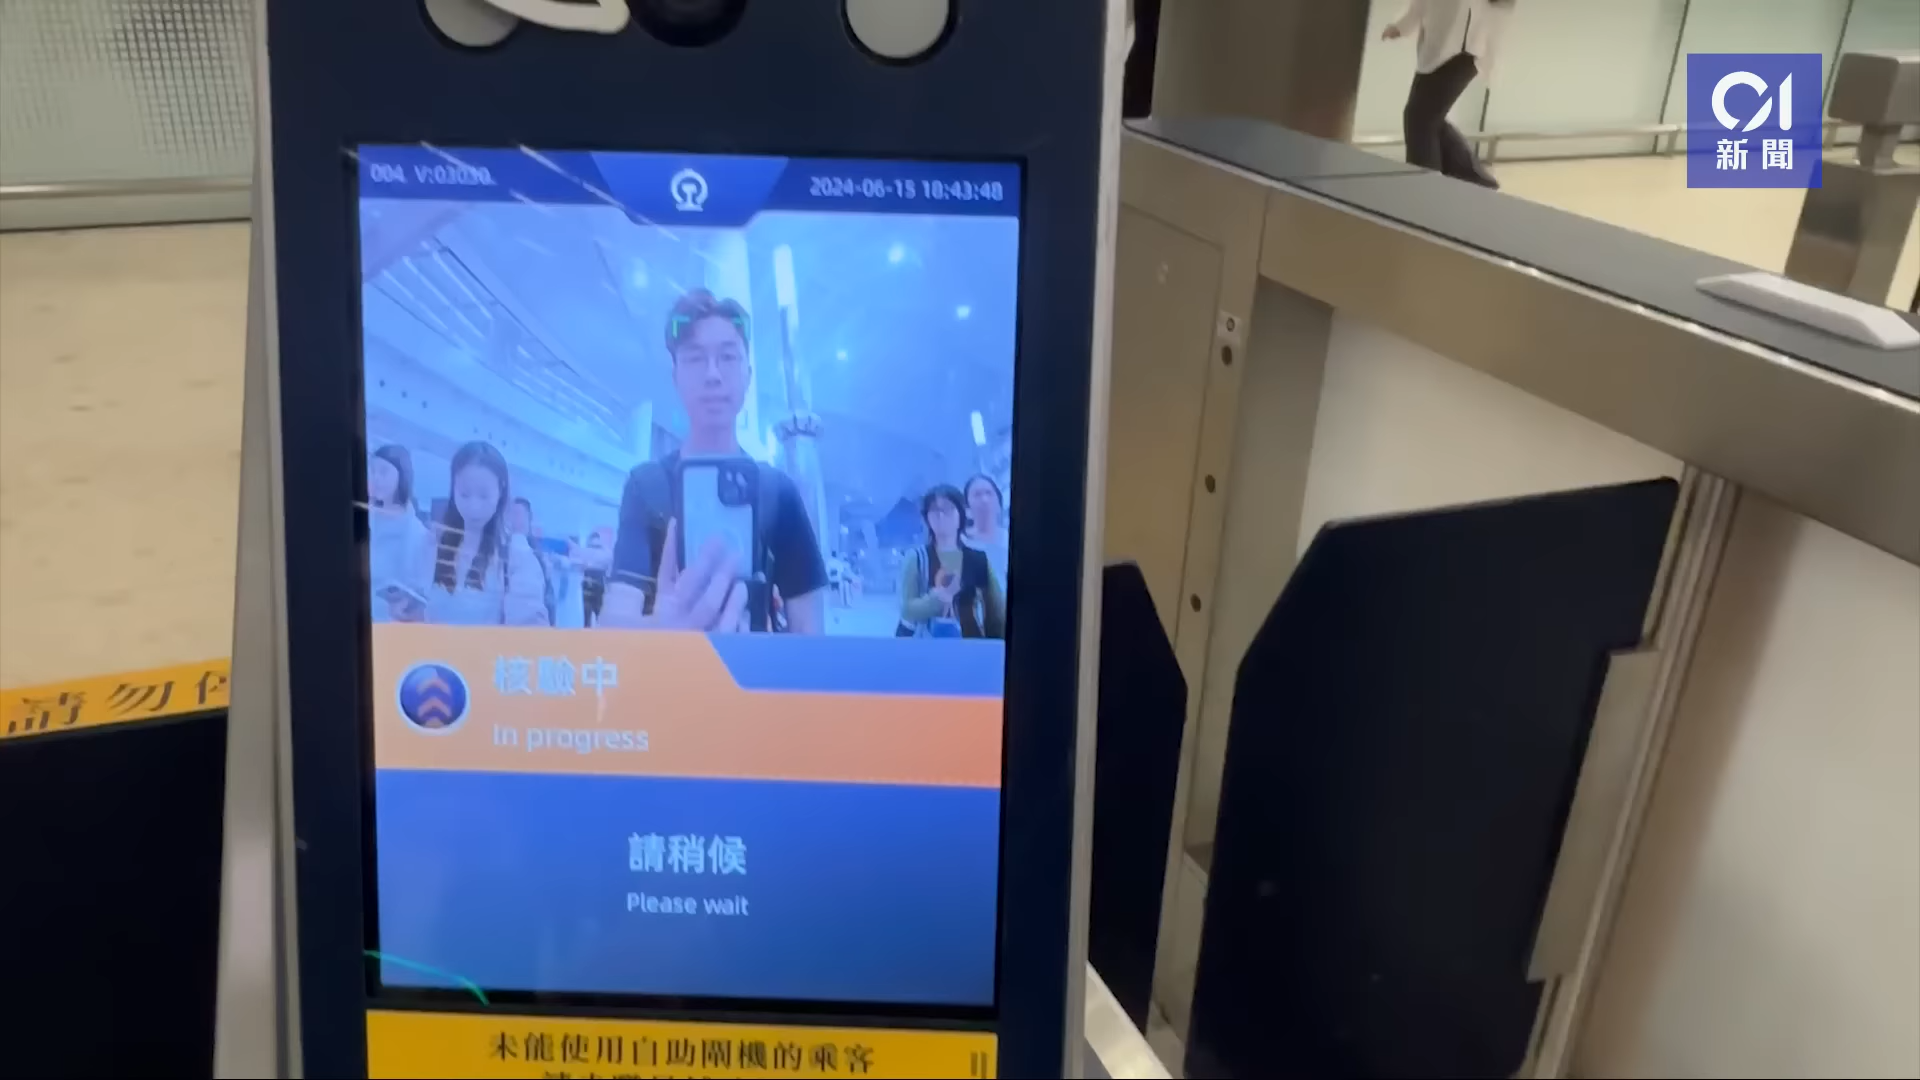 01
新聞
004 V:03030
2024-06-15 18:43:48
核驗中
In progress
請稍候
Please wait
請勿
未能使用自助閘機的乘客